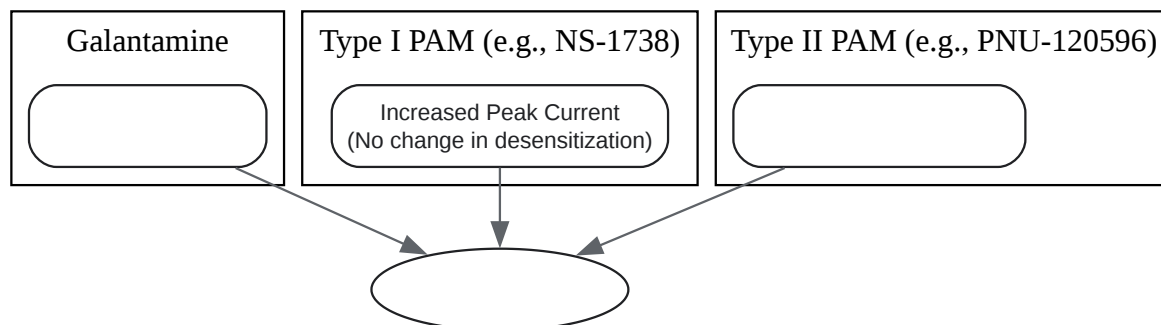 Galantamine
Type I PAM (e.g., NS-1738)
Type II PAM (e.g., PNU-120596)
Increased Peak Current
(No change in desensitization)